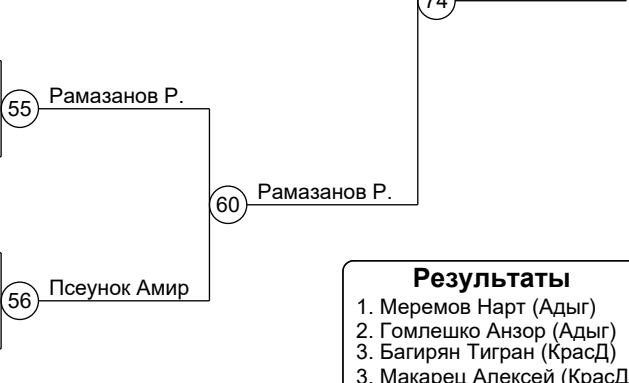 74
55 Рамазанов Р.
60 Рамазанов Р.
56 Псеунок Амир
Результаты
1. Меремов Нарт (Адыг)
2. Гомлешко Анзор (Адыг)
3. Багирян Тигран (КрасД)
3. Макарец Алексей (КрасД